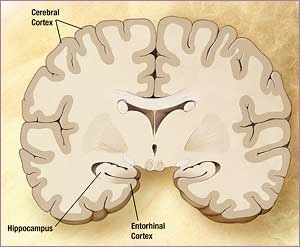 Cerebral
Cortex
Hippocampus
Entorhinal
Cortex